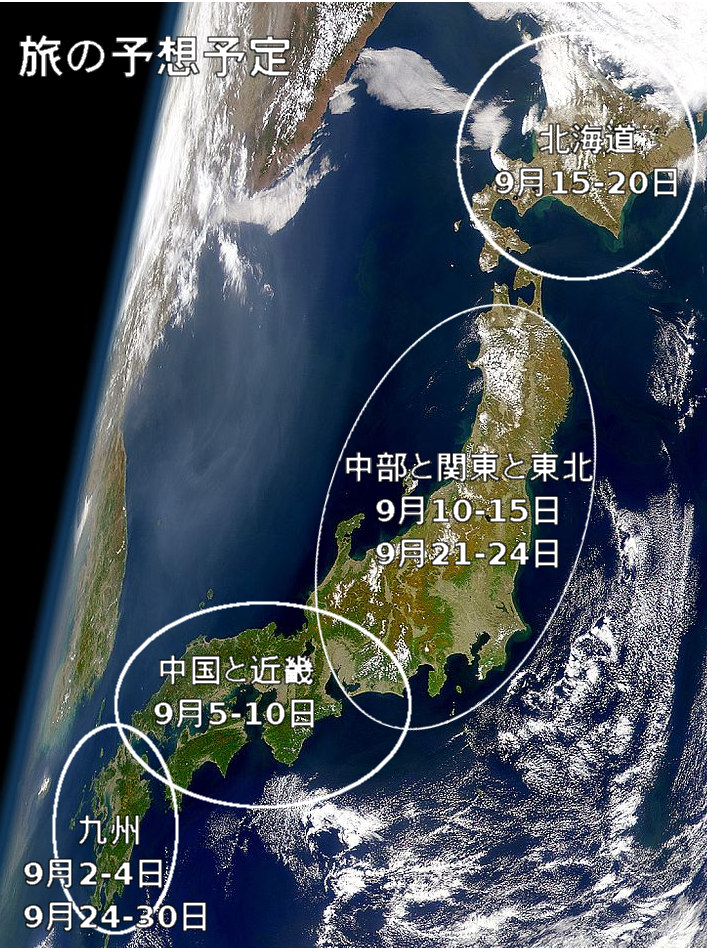 旅の予想予定
北海道
9月15-20日
中部と関東と東北
9月10-15日
9月21-24日
中国と近畿
9月5-10日
九州
9月2-4日
9月24-30日